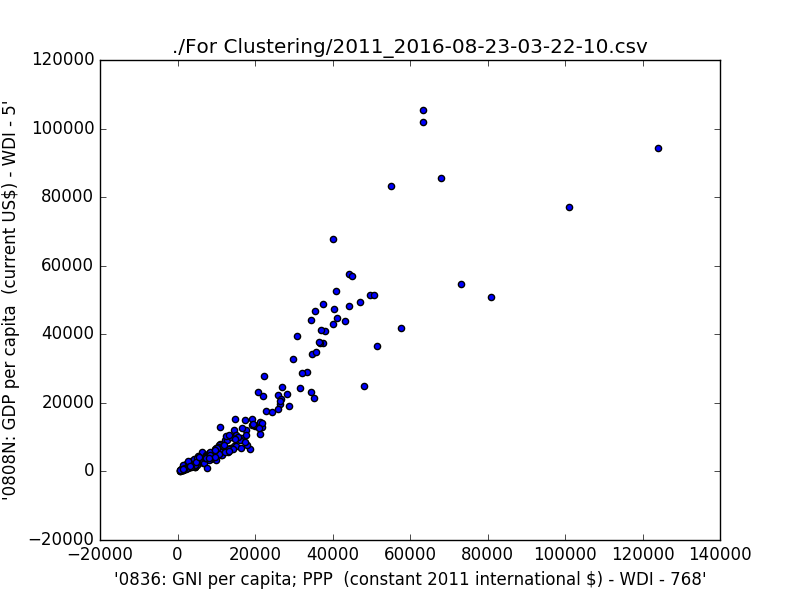 ./For Clustering/2011_2016-08-23-03-22-10.csv
120000
100000
80000
60000
40000
20000
0
−20000
'0808N: GDP per capita  (current US$) - WDI - 5'
−20000 0 20000 40000 60000 80000 100000 120000 140000
'0836: GNI per capita; PPP  (constant 2011 international $) - WDI - 768'